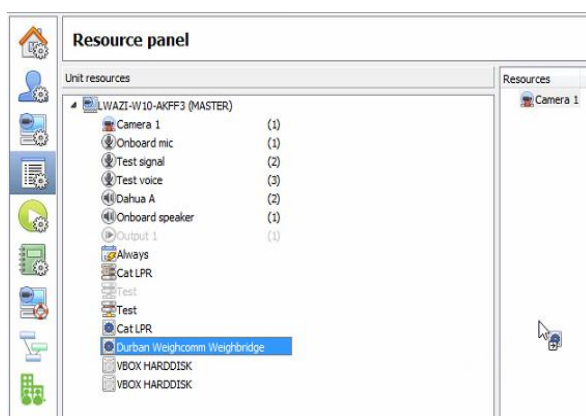 Resource panel
Unit resources
LWAZI-W10-AKFF3 (MASTER)
Camera 1 (1)
Onboard mic (1)
Test signal (2)
Test voice (3)
Dahua A (2)
Onboard speaker (1)
Output 1 (1)
Always
Cat LPR
Test
Test
Cat LPR
Durban Weighcomm Weighbridge
VBOX HARDDISK
VBOX HARDDISK
Resources
Camera 1